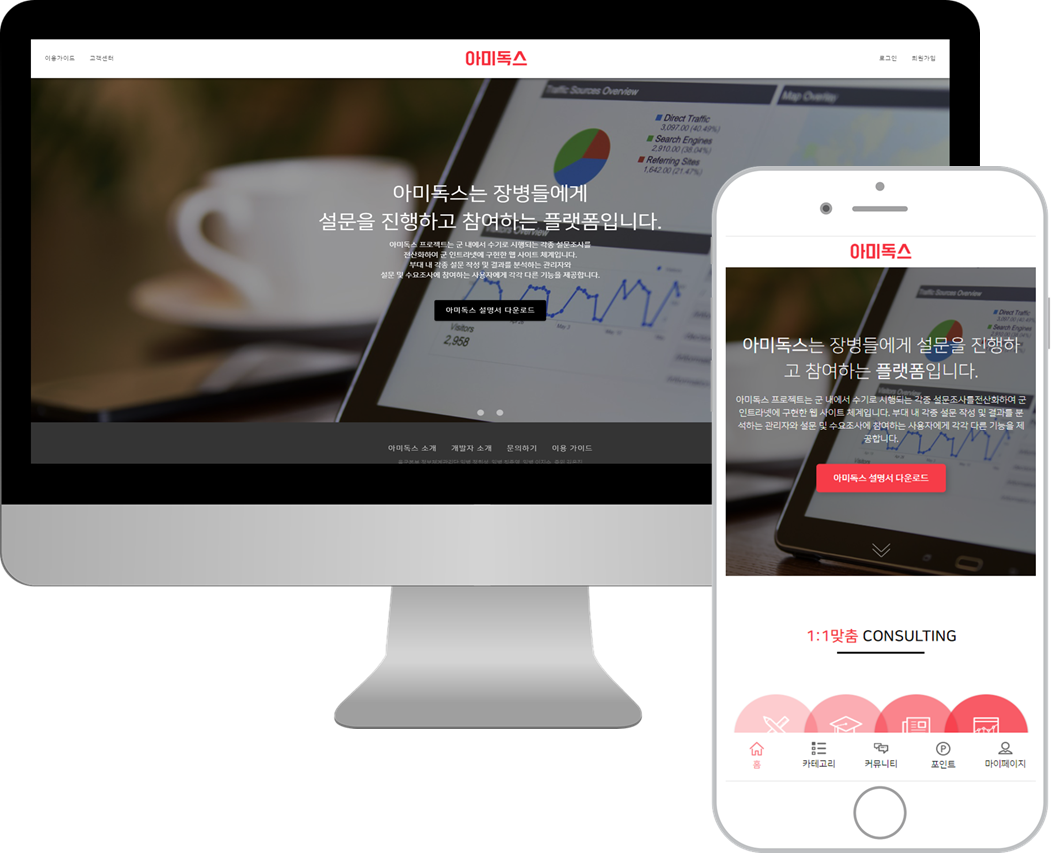 이용가이드 고객센터 아미독스 로그인 회원가입
Traffic Sources Overview
Map Overlay
Direct Traffic
3,097.00 (40.49%)
Search Engines
2,910.00 (38.04%)
Referring Sites
1,642.00 (21.47%)
아미독스는 장병들에게
설문을 진행하고 참여하는 플랫폼입니다.
아미독스 프로젝트는 군 내에서 수기로 시행되는 각종 설문조사를
전산화하여 군 인트라넷에 구현한 웹 사이트 체계입니다.
부대 내 각종 설문 작성 및 결과를 분석하는 관리자와
설문 및 수요조사에 참여하는 사용자에게 각각 다른 기능을 제공합니다.
아미독스 설명서 다운로드
Visitors
2,958
아미독스 소개 개발자 소개 문의하기 이용 가이드
아미독스
Traffic Sources Overview
Direct Traffic
Search Engines
아미독스는 장병들에게 설문을 진행하
고 참여하는 플랫폼입니다.
아미독스 프로젝트는 군 내에서 수기로 시행되는 각종 설문조사를전산화하여 군
인트라넷에 구현한 웹 사이트 체계입니다. 부대 내 각종 설문 작성 및 결과를 분
석하는 관리자와 설문 및 수요조사에 참여하는 사용자에게 각각 다른 기능을 제
공합니다.
아미독스 설명서 다운로드
1:1맞춤 CONSULTING
홈 카테고리 커뮤니티 포인트 마이페이지